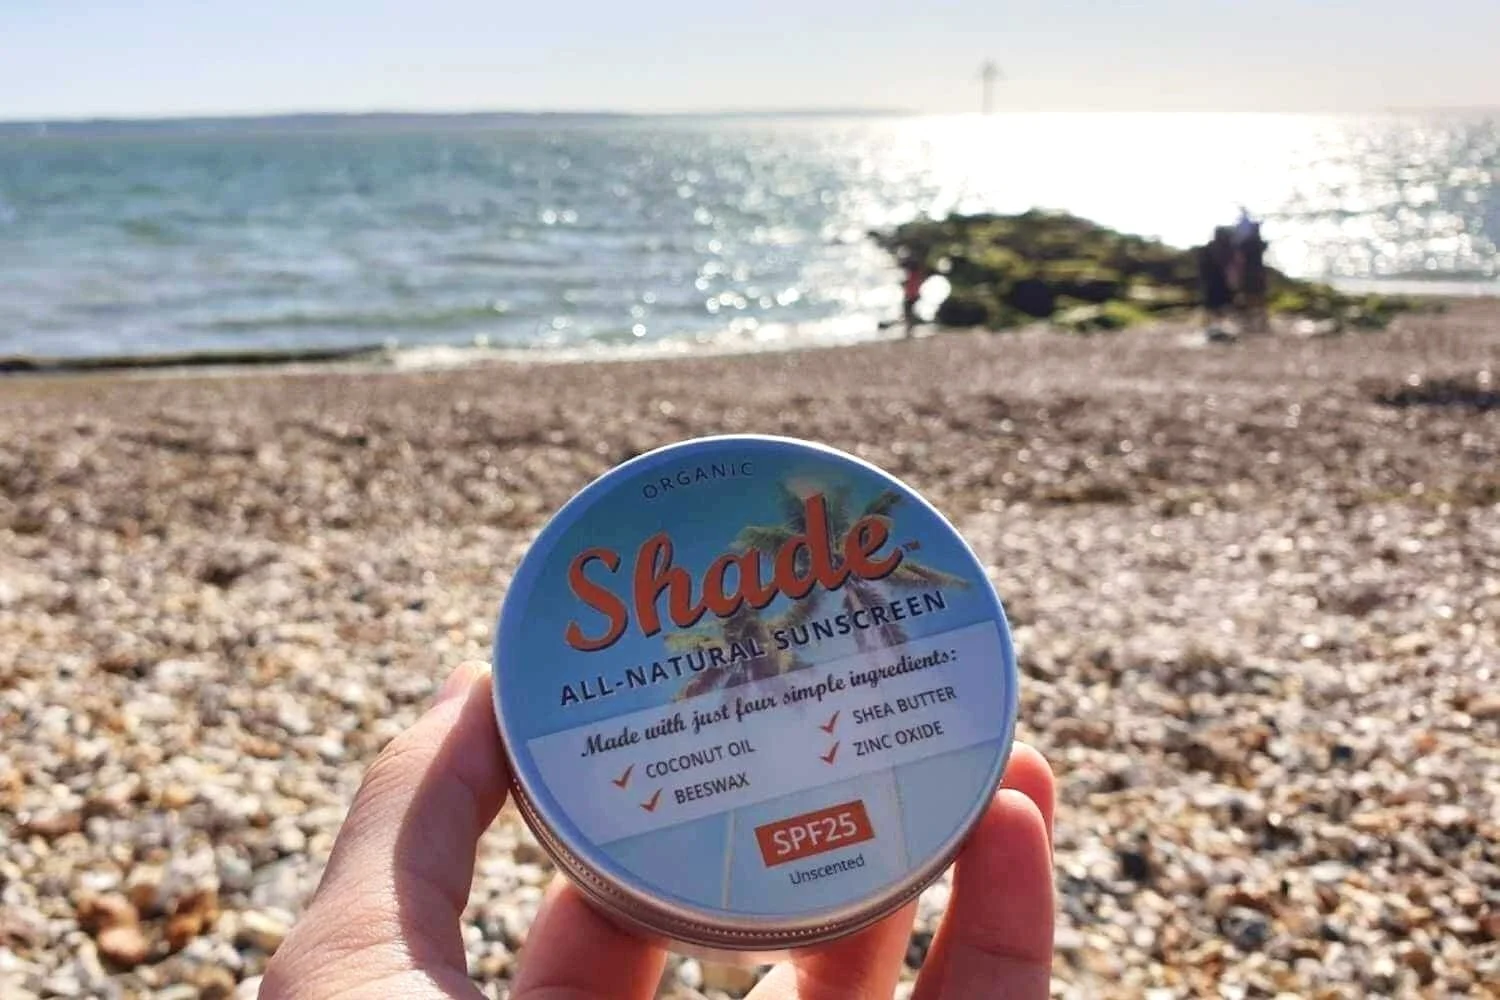 ORGANIC
Shade™
ALL-NATURAL SUNSCREEN
Made with just four simple ingredients:
✓ COCONUT OIL
✓ SHEA BUTTER
✓ BEESWAX
✓ ZINC OXIDE
SPF25
Unscented